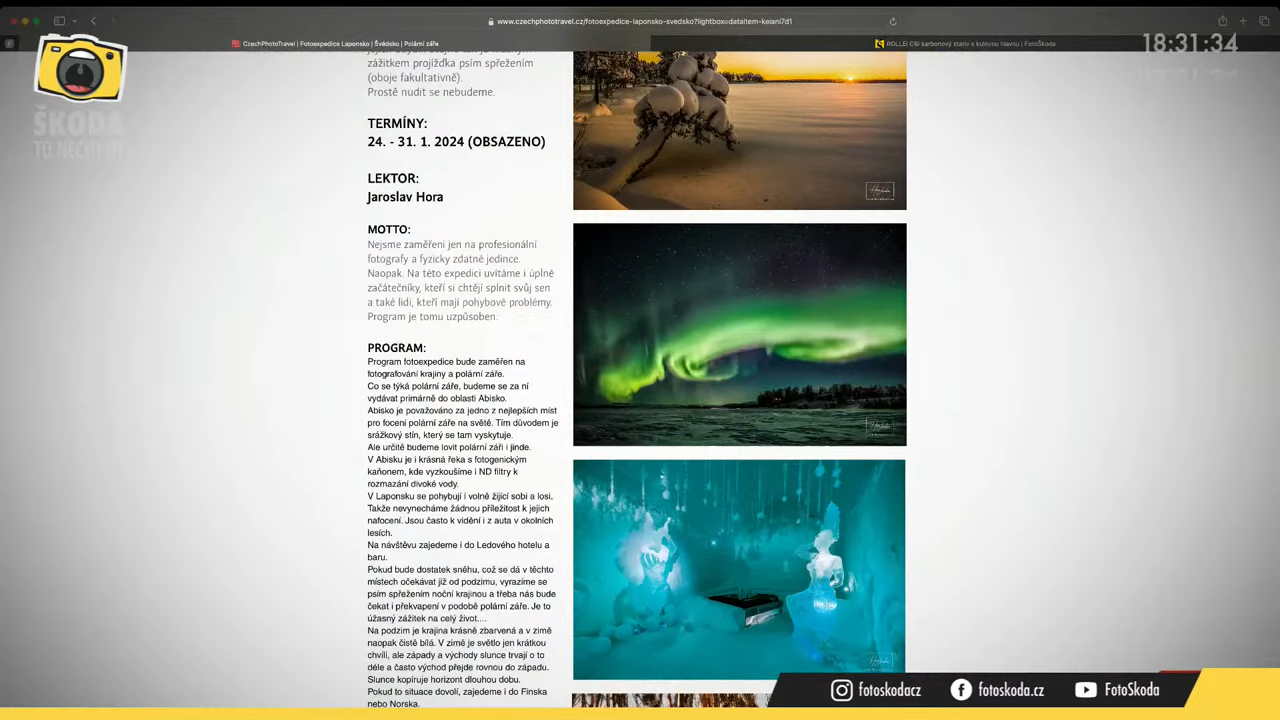 www.czechphototravel.cz/fotoexpedice-laponsko-svedsko?lightbox=dataItem-keiani7d1
CzechPhotoTravel | Fotoexpedice Laponsko | Švédsko | Polární záře
ROLLEI C6i karbonový stativ s kulovou hlavou | FotoŠkoda
18:31:34
ŠKODA
TO NECHYTIT
zážitkem projížďka psím spřežením
(oboje fakultativně).
Prostě nudit se nebudeme.
TERMÍNY:
24. - 31. 1. 2024 (OBSAZENO)
LEKTOR:
Jaroslav Hora
MOTTO:
Nejsme zaměřeni jen na profesionální
fotografy a fyzicky zdatné jedince.
Naopak. Na této expedici uvítáme i úplné
začátečníky, kteří si chtějí splnit svůj sen
a také lidi, kteří mají pohybové problémy.
Program je tomu uzpůsoben.
PROGRAM:
Program fotoexpedice bude zaměřen na
fotografování krajiny a polární záře.
Co se týká polární záře, budeme se za ní
vydávat primárně do oblasti Abisko.
Abisko je považováno za jedno z nejlepších míst
pro focení polární záře na světě. Tím důvodem je
srážkový stín, který se tam vyskytuje.
Ale určitě budeme lovit polární září i jinde.
V Abisku je i krásná řeka s fotogenickým
kaňonem, kde vyzkoušíme i ND filtry k
rozmazání divoké vody.
V Laponsku se pohybují i volně žijící sobi a losi.
Takže nevynecháme žádnou příležitost k jejich
nafocení. Jsou často k vidění i z auta v okolních
lesích.
Na návštěvu zajedeme i do Ledového hotelu a
baru.
Pokud bude dostatek sněhu, což se dá v těchto
místech očekávat již od podzimu, vyrazíme se
psím spřežením noční krajinou a třeba nás bude
čekat i překvapení v podobě polární záře. Je to
úžasný zážitek na celý život....
Na podzim je krajina krásně zbarvená a v zimě
naopak čistě bílá. V zimě je světlo jen krátkou
chvíli, ale západy a východy slunce trvají o to
déle a často východ přejde rovnou do západu.
Slunce kopíruje horizont dlouhou dobu.
Pokud to situace dovolí, zajedeme i do Finska
nebo Norska.
fotoskodacz
fotoskoda.cz
FotoŠkoda